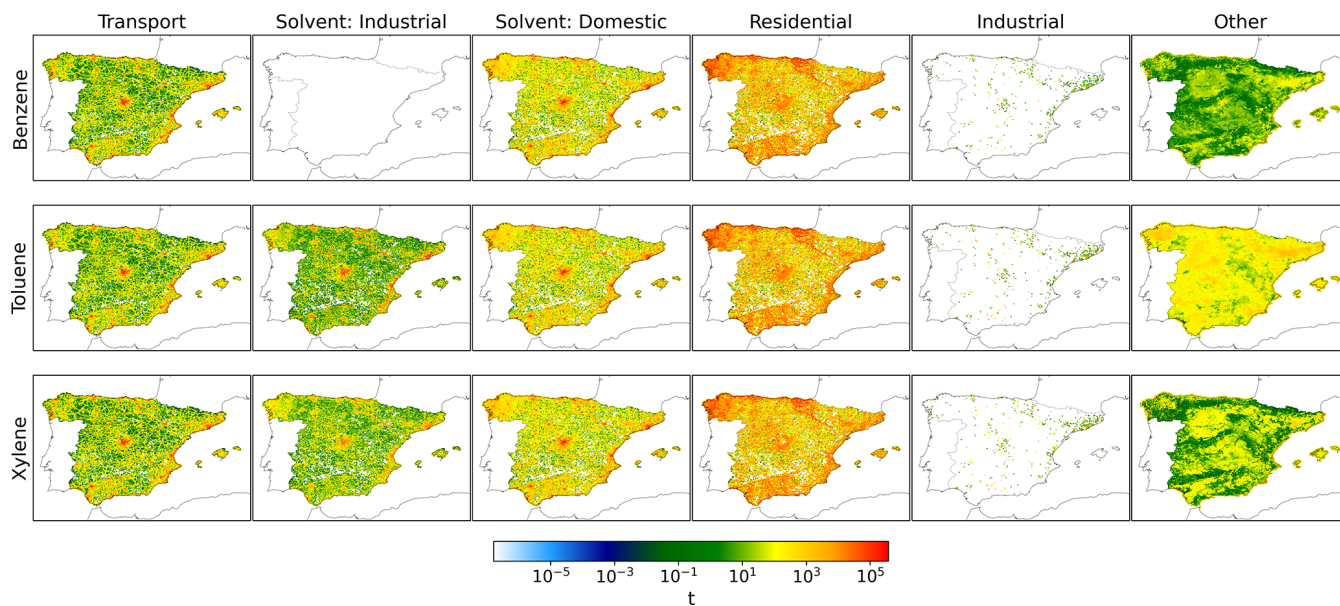 Transport Solvent: Industrial Solvent: Domestic Residential Industrial Other
Benzene
Toluene
Xylene
10⁻⁵ 10⁻³ 10⁻¹ 10¹ 10³ 10⁵
t